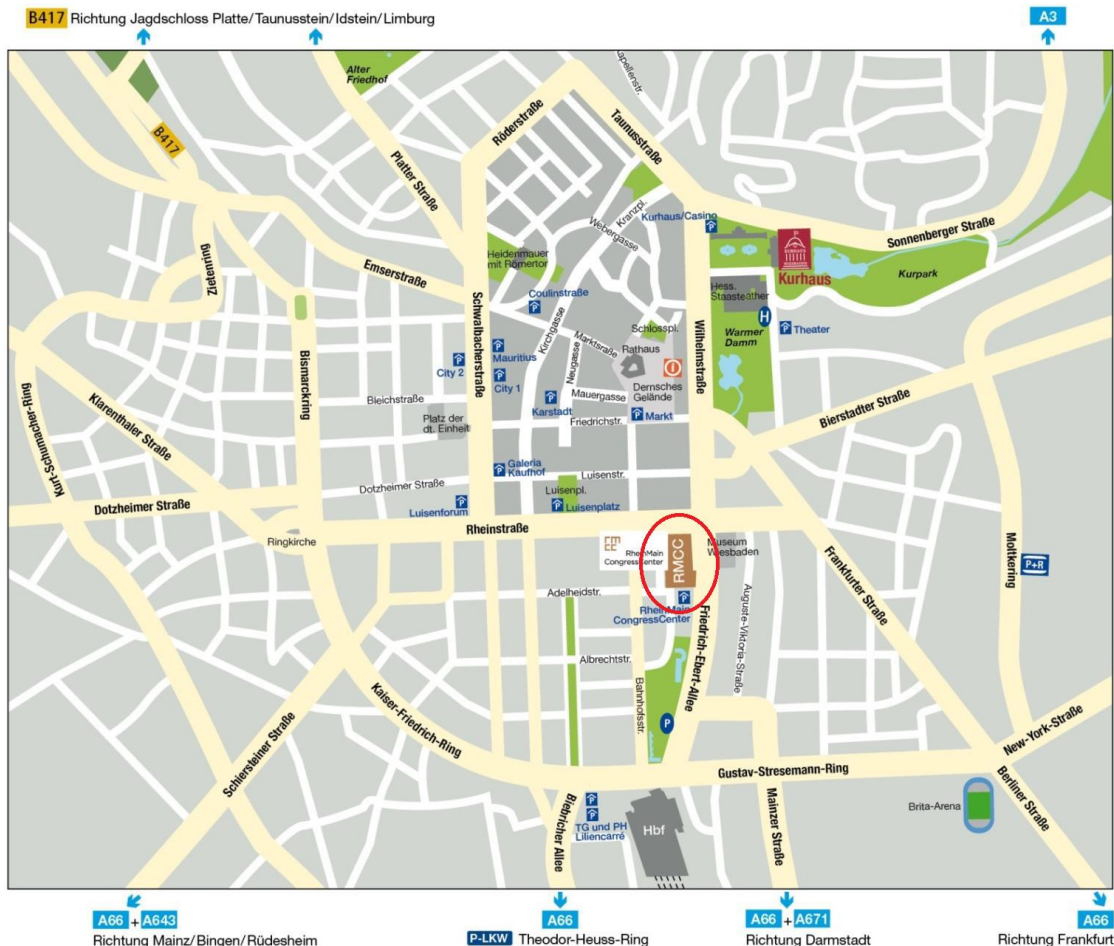 B417 Richtung Jagdschloss Platte/Taunusstein/Idstein/Limburg
A3
Alter
Friedhof
Kapellenstr.
B417
Röderstraße
Taunusstraße
Platter Straße
Kranzpl.
Kurhaus/Casino
Webergasse
Sonnenberger Straße
Zietenring
Emserstraße
Heidenmauer
mit Römertor
KURHAUS
WIESBADEN
Kurhaus
Kurpark
Hess.
Staasteather
Coulinstraße
Schwalbacherstraße
Kirchgasse
Marktsraße
Schlosspl.
Wilhelmstraße
Warmer
Damm
H
Theater
Mauritius
City 2
City 1
Neugasse
Rathaus
Dernsches
Gelände
Bismarckring
Bleichstraße
Mauergasse
Karstadt
Markt
Friedrichstr.
Platz der
dt. Einheit
Bierstadter Straße
Klarenthaler Straße
Kurt-Schumacher-Ring
Galeria
Kaufhof
Luisenstr.
Dotzheimer Straße
Luisenpl.
Luisenplatz
Luisenforum
Dotzheimer Straße
Rheinstraße
Ringkirche
rm
cc
RheinMain
CongressCenter
RMCC
Museum
Wiesbaden
Frankfurter Straße
Moltkering
P+R
Adelheidstr.
RheinMain
CongressCenter
Friedrich-Ebert-Allee
Auguste-Viktoria-Straße
Albrechtstr.
Bahnhofsstr.
P
Kaiser-Friedrich-Ring
Schiersteiner Straße
Gustav-Stresemann-Ring
New-York-Straße
Berliner Straße
Mainzer Straße
Biebricher Allee
Brita-Arena
TG und PH
Liliencarré
Hbf
A66 + A643
Richtung Mainz/Bingen/Rüdesheim
A66
P-LKW Theodor-Heuss-Ring
A66 + A671
Richtung Darmstadt
A66
Richtung Frankfurt